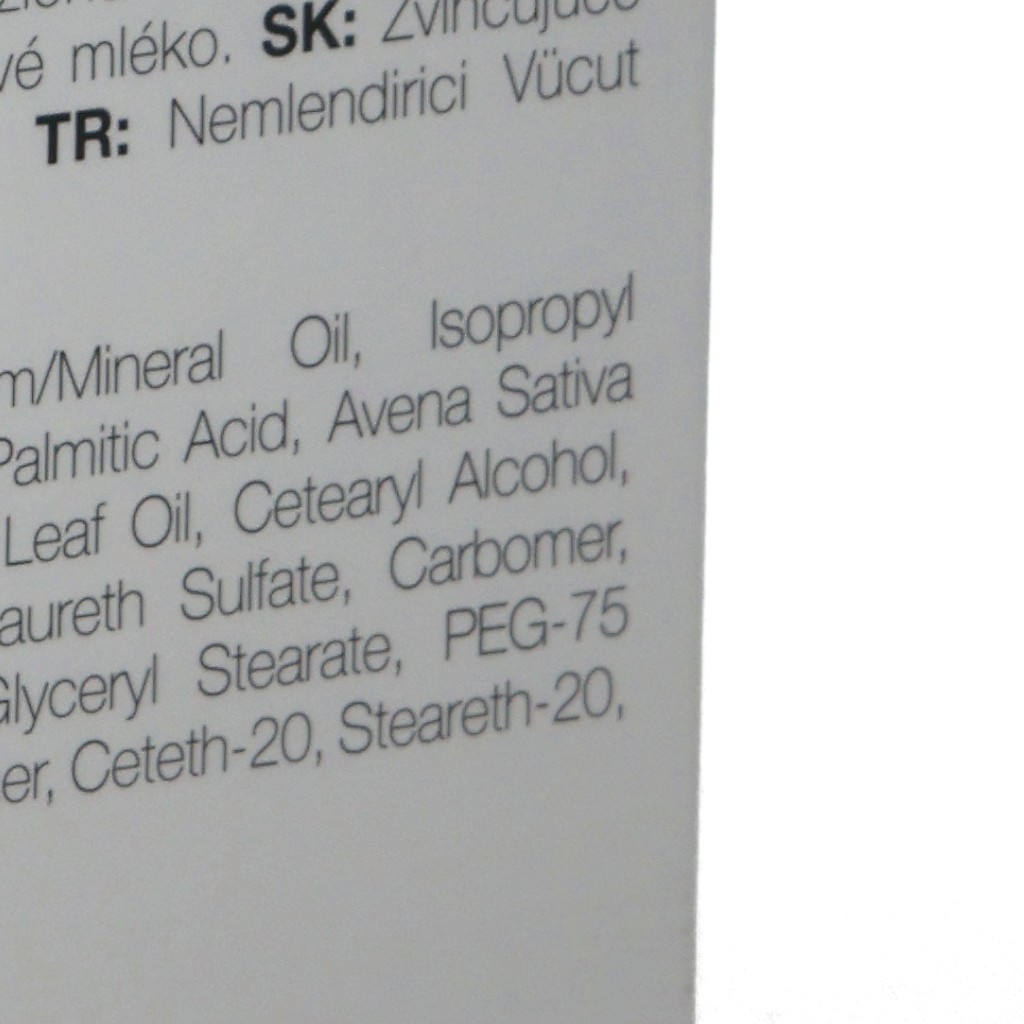 mléko. SK:
TR: Nemlendirici Vücut
m/Mineral Oil, Isopropyl
Palmitic Acid, Avena Sativa
Leaf Oil, Cetearyl Alcohol,
aureth Sulfate, Carbomer,
Glyceryl Stearate, PEG-75
er, Ceteth-20, Steareth-20,